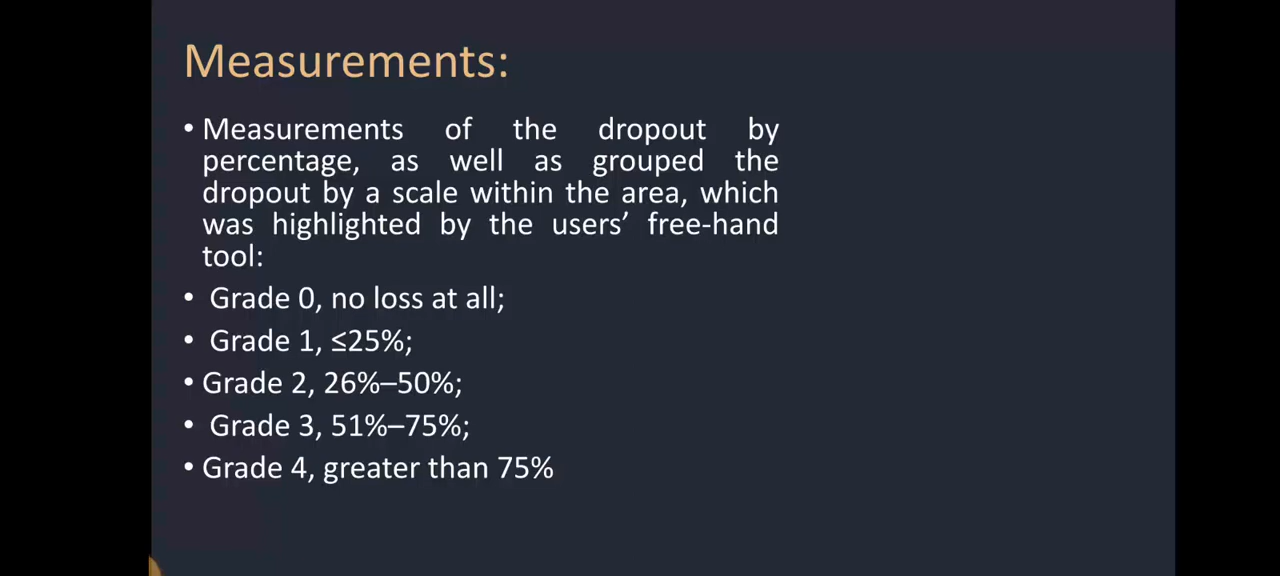 Measurements:
• Measurements of the dropout by
percentage, as well as grouped the
dropout by a scale within the area, which
was highlighted by the users’ free-hand
tool:
• Grade 0, no loss at all;
• Grade 1, ≤25%;
• Grade 2, 26%–50%;
• Grade 3, 51%–75%;
• Grade 4, greater than 75%